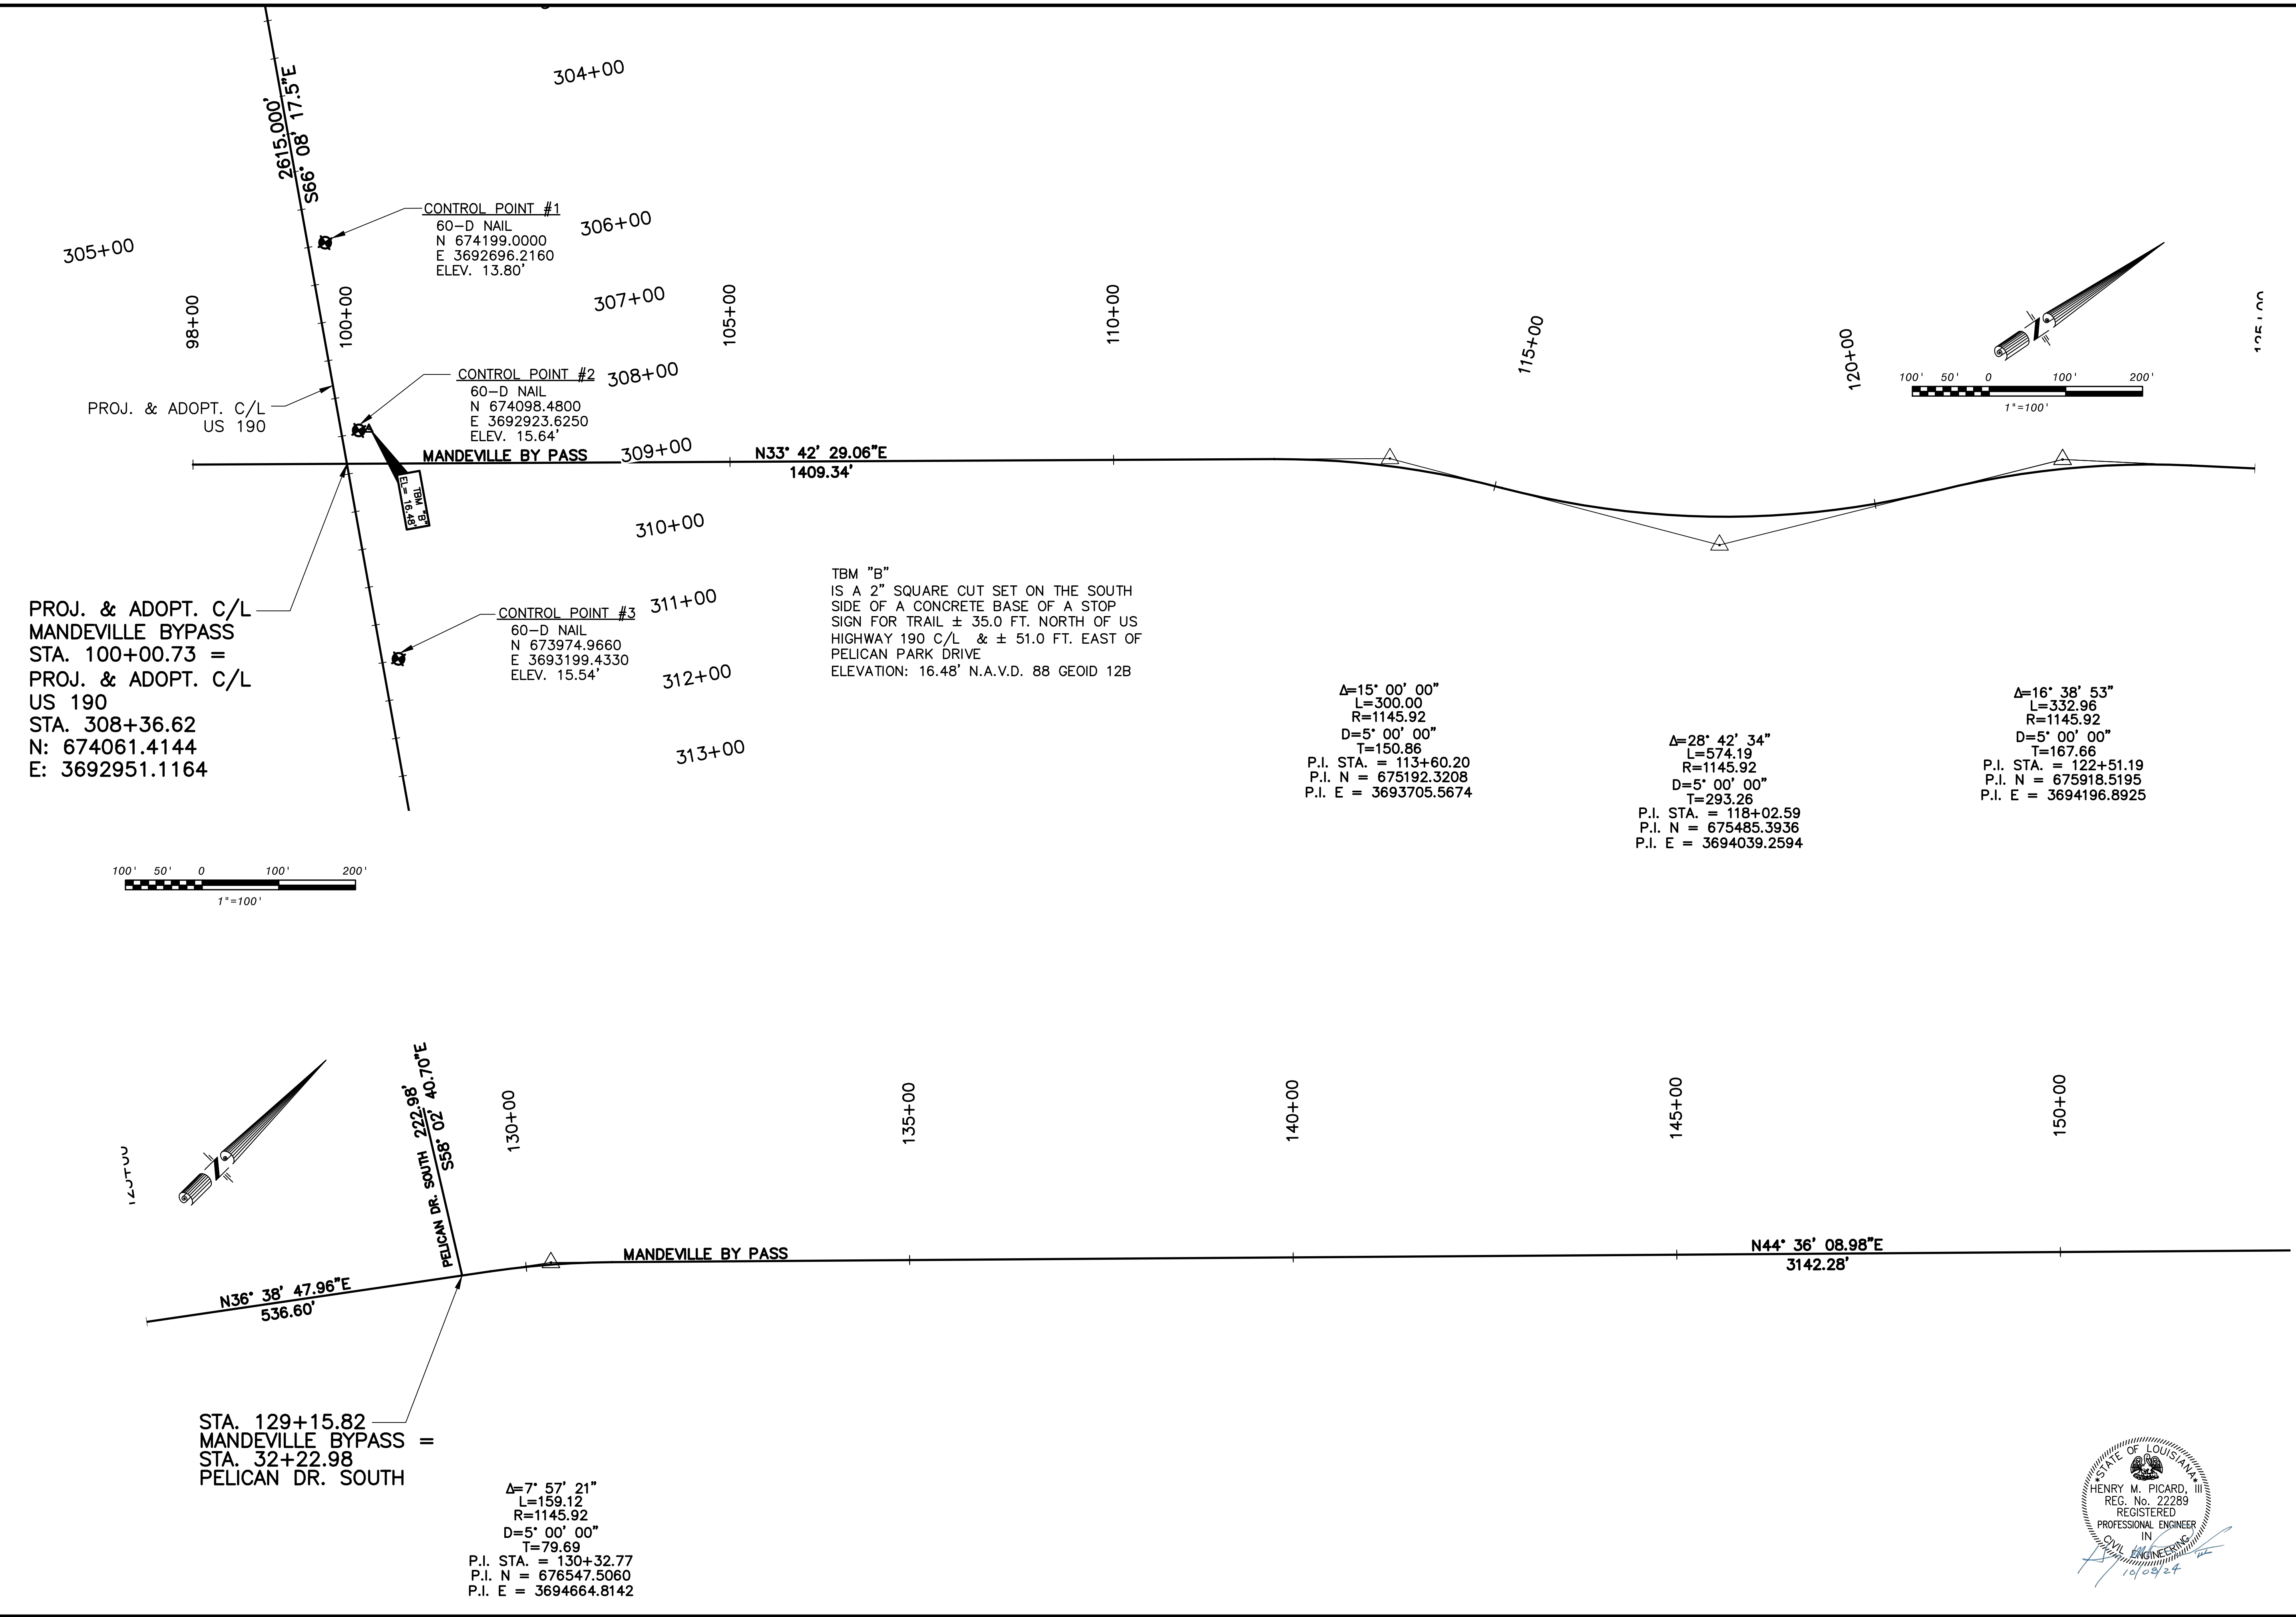 304+00
2615.000'
S66° 08' 17.5"E
CONTROL POINT #1
60-D NAIL
N 674199.0000
E 3692696.2160
ELEV. 13.80'
306+00
305+00
307+00
98+00
100+00
105+00
110+00
115+00
120+00
100' 50' 0 100' 200'
1"=100'
CONTROL POINT #2
60-D NAIL
N 674098.4800
E 3692923.6250
ELEV. 15.64'
308+00
PROJ. & ADOPT. C/L
US 190
309+00
MANDEVILLE BY PASS
N33° 42' 29.06"E
1409.34'
TBM "B"
EL= 16.48'
310+00
PROJ. & ADOPT. C/L
MANDEVILLE BYPASS
STA. 100+00.73 =
PROJ. & ADOPT. C/L
US 190
STA. 308+36.62
N: 674061.4144
E: 3692951.1164
CONTROL POINT #3
60-D NAIL
N 673974.9660
E 3693199.4330
ELEV. 15.54'
311+00
312+00
313+00
TBM "B"
IS A 2" SQUARE CUT SET ON THE SOUTH
SIDE OF A CONCRETE BASE OF A STOP
SIGN FOR TRAIL ± 35.0 FT. NORTH OF US
HIGHWAY 190 C/L & ± 51.0 FT. EAST OF
PELICAN PARK DRIVE
ELEVATION: 16.48' N.A.V.D. 88 GEOID 12B
Δ=15° 00' 00"
L=300.00
R=1145.92
D=5° 00' 00"
T=150.86
P.I. STA. = 113+60.20
P.I. N = 675192.3208
P.I. E = 3693705.5674
Δ=28° 42' 34"
L=574.19
R=1145.92
D=5° 00' 00"
T=293.26
P.I. STA. = 118+02.59
P.I. N = 675485.3936
P.I. E = 3694039.2594
Δ=16° 38' 53"
L=332.96
R=1145.92
D=5° 00' 00"
T=167.66
P.I. STA. = 122+51.19
P.I. N = 675918.5195
P.I. E = 3694196.8925
100' 50' 0 100' 200'
1"=100'
PELICAN DR. SOUTH 222.98'
S58° 02' 40.70"E
130+00
135+00
140+00
145+00
150+00
N36° 38' 47.96"E
536.60'
MANDEVILLE BY PASS
N44° 36' 08.98"E
3142.28'
STA. 129+15.82
MANDEVILLE BYPASS =
STA. 32+22.98
PELICAN DR. SOUTH
Δ=7° 57' 21"
L=159.12
R=1145.92
D=5° 00' 00"
T=79.69
P.I. STA. = 130+32.77
P.I. N = 676547.5060
P.I. E = 3694664.8142
STATE OF LOUISIANA
HENRY M. PICARD, III
REG. No. 22289
REGISTERED
PROFESSIONAL ENGINEER
IN
CIVIL ENGINEERING
10/09/24